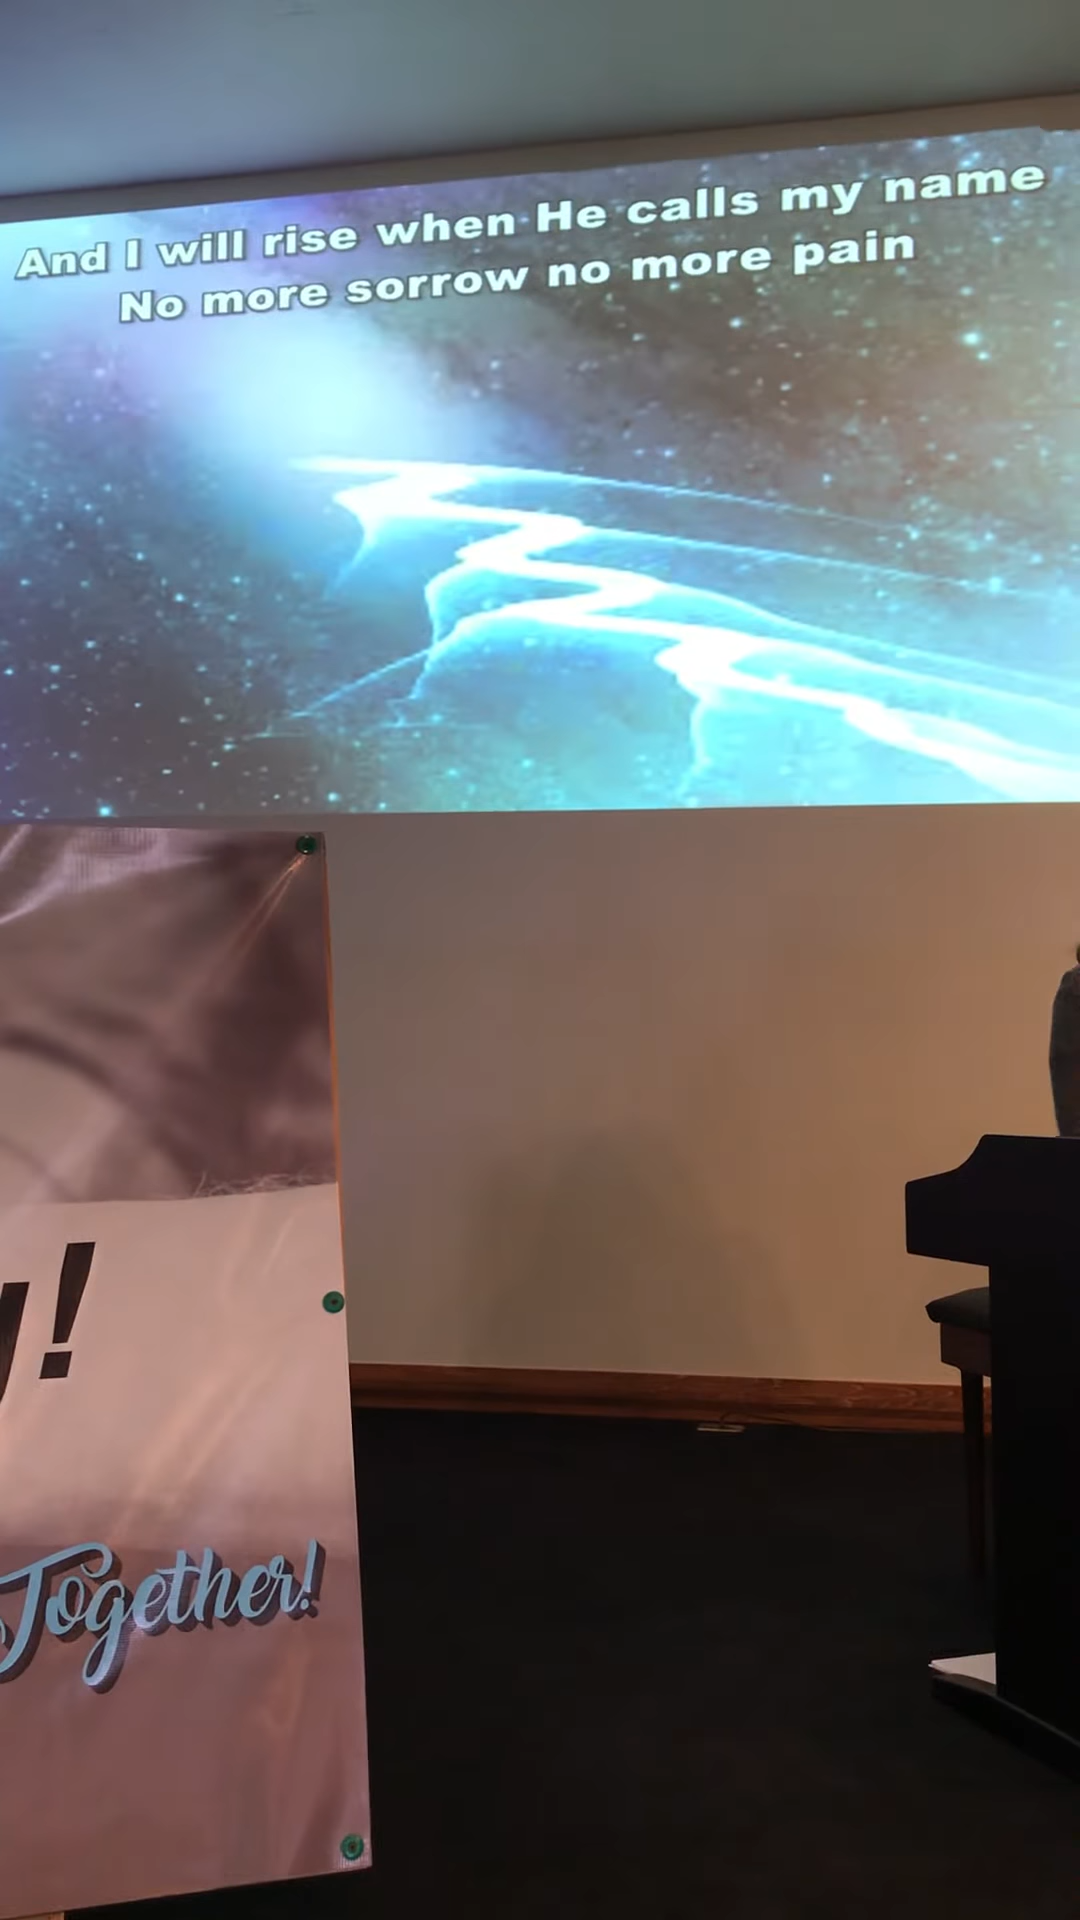 And I will rise when He calls my name
No more sorrow no more pain
y!
Together!